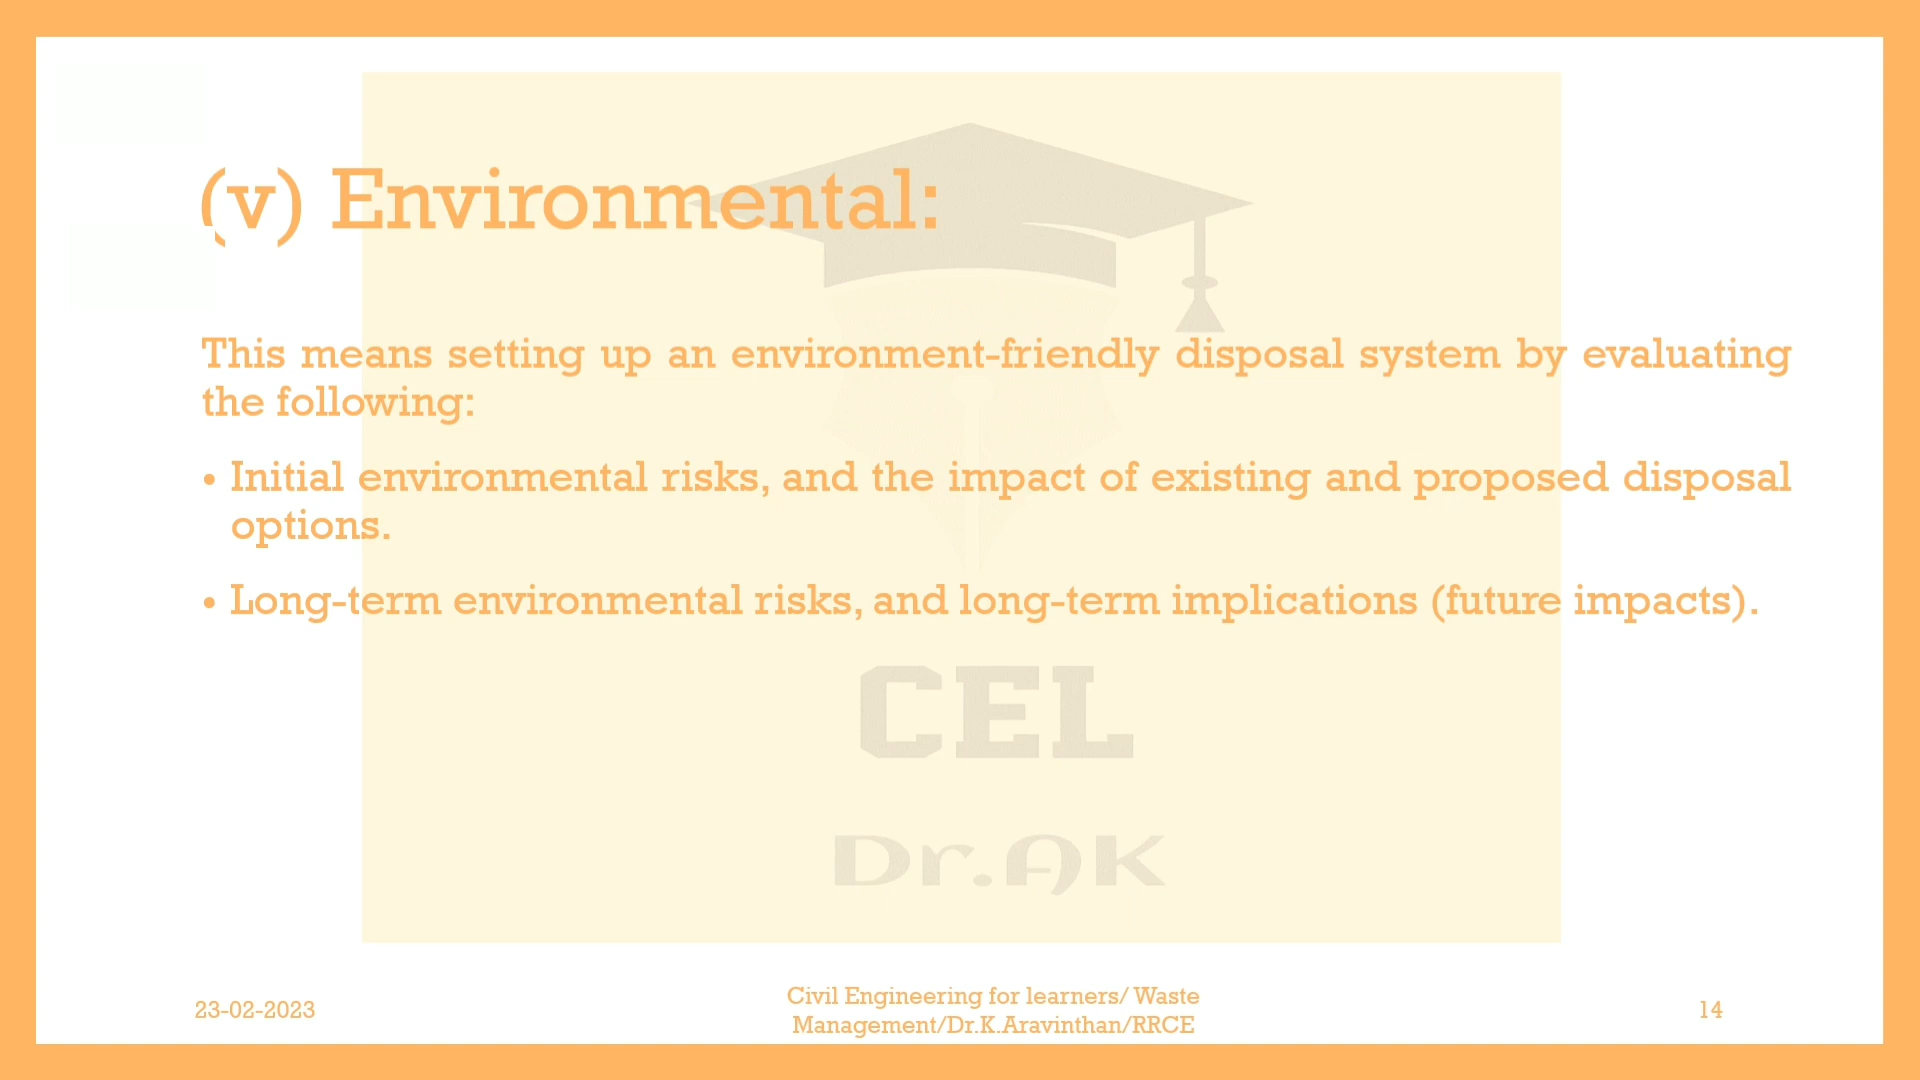 (v) Environmental:
This means setting up an environment-friendly disposal system by evaluating
the following:
• Initial environmental risks, and the impact of existing and proposed disposal
options.
• Long-term environmental risks, and long-term implications (future impacts).
CEL
Dr.AK
23-02-2023
Civil Engineering for learners/ Waste
Management/Dr.K.Aravinthan/RRCE
14